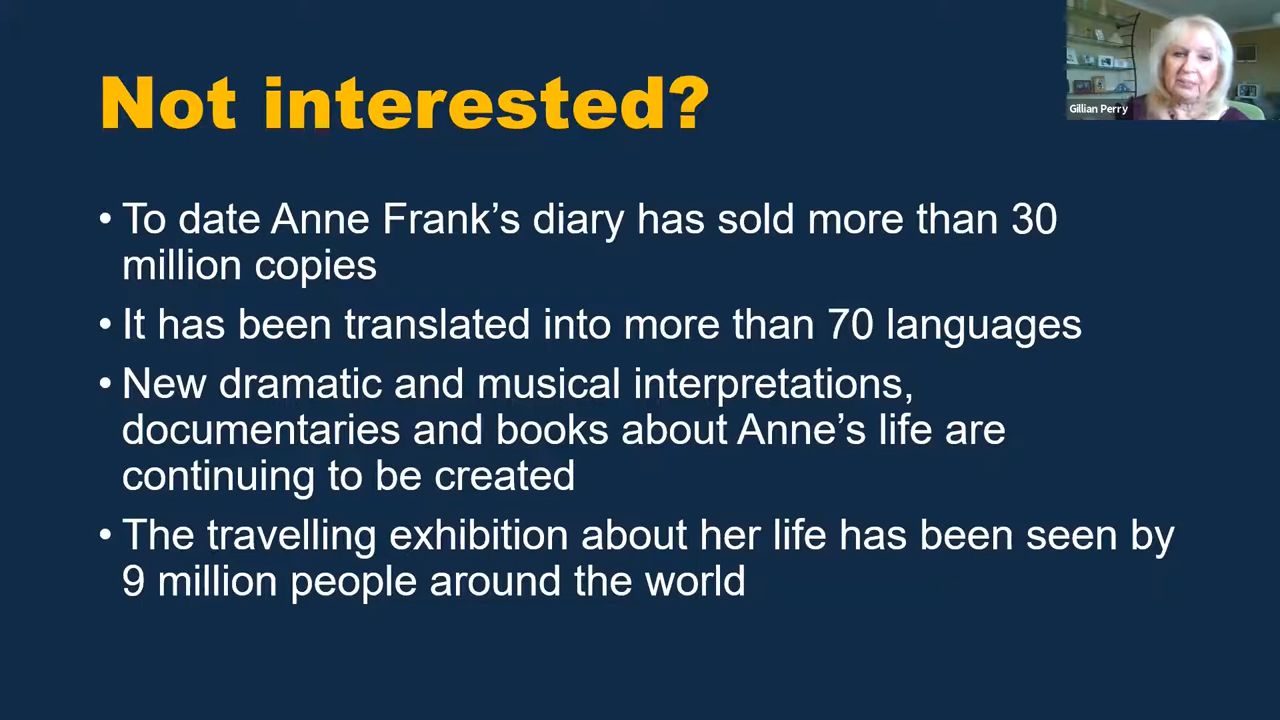 Not interested?
Gillian Perry
• To date Anne Frank’s diary has sold more than 30
million copies
• It has been translated into more than 70 languages
• New dramatic and musical interpretations,
documentaries and books about Anne’s life are
continuing to be created
• The travelling exhibition about her life has been seen by
9 million people around the world